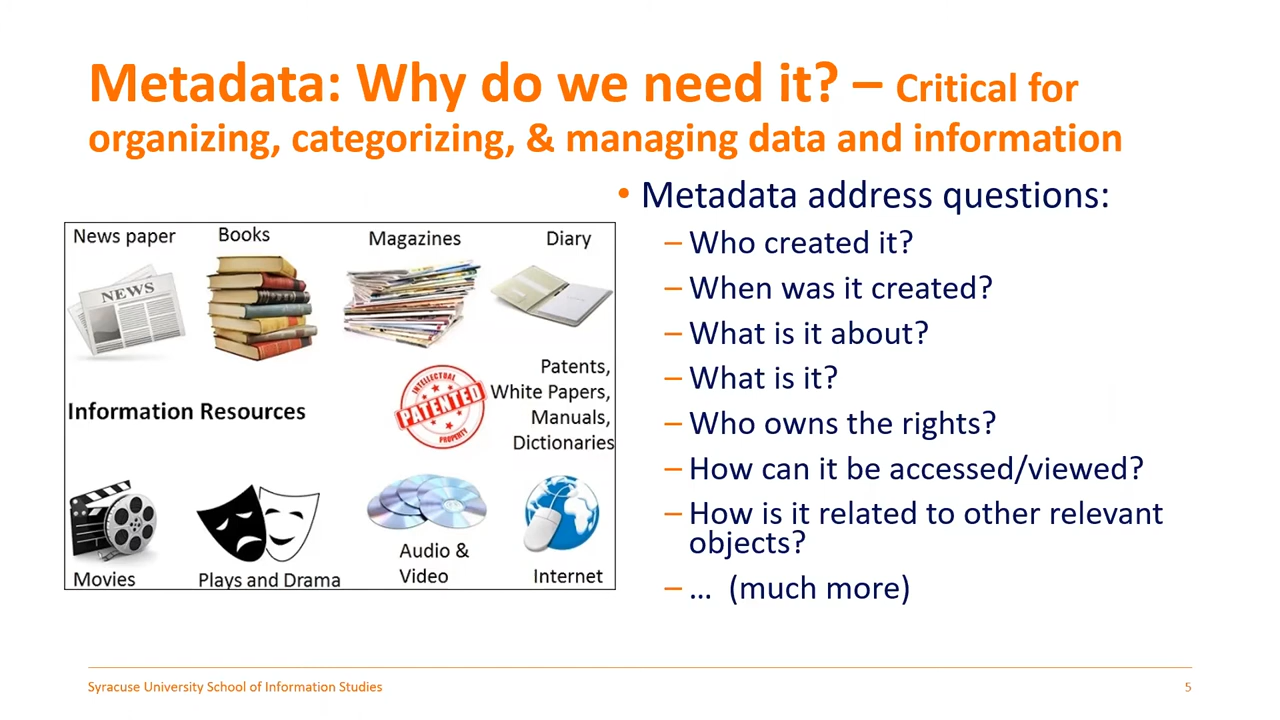 Metadata: Why do we need it? – Critical for
organizing, categorizing, & managing data and information
News paper
Books
Magazines
Diary
NEWS
Patents,
White Papers,
Manuals,
Dictionaries
INTELLECTUAL
PATENTED
PROPERTY
Information Resources
Movies
Plays and Drama
Audio &
Video
Internet
• Metadata address questions:
– Who created it?
– When was it created?
– What is it about?
– What is it?
– Who owns the rights?
– How can it be accessed/viewed?
– How is it related to other relevant
objects?
– … (much more)
Syracuse University School of Information Studies
5